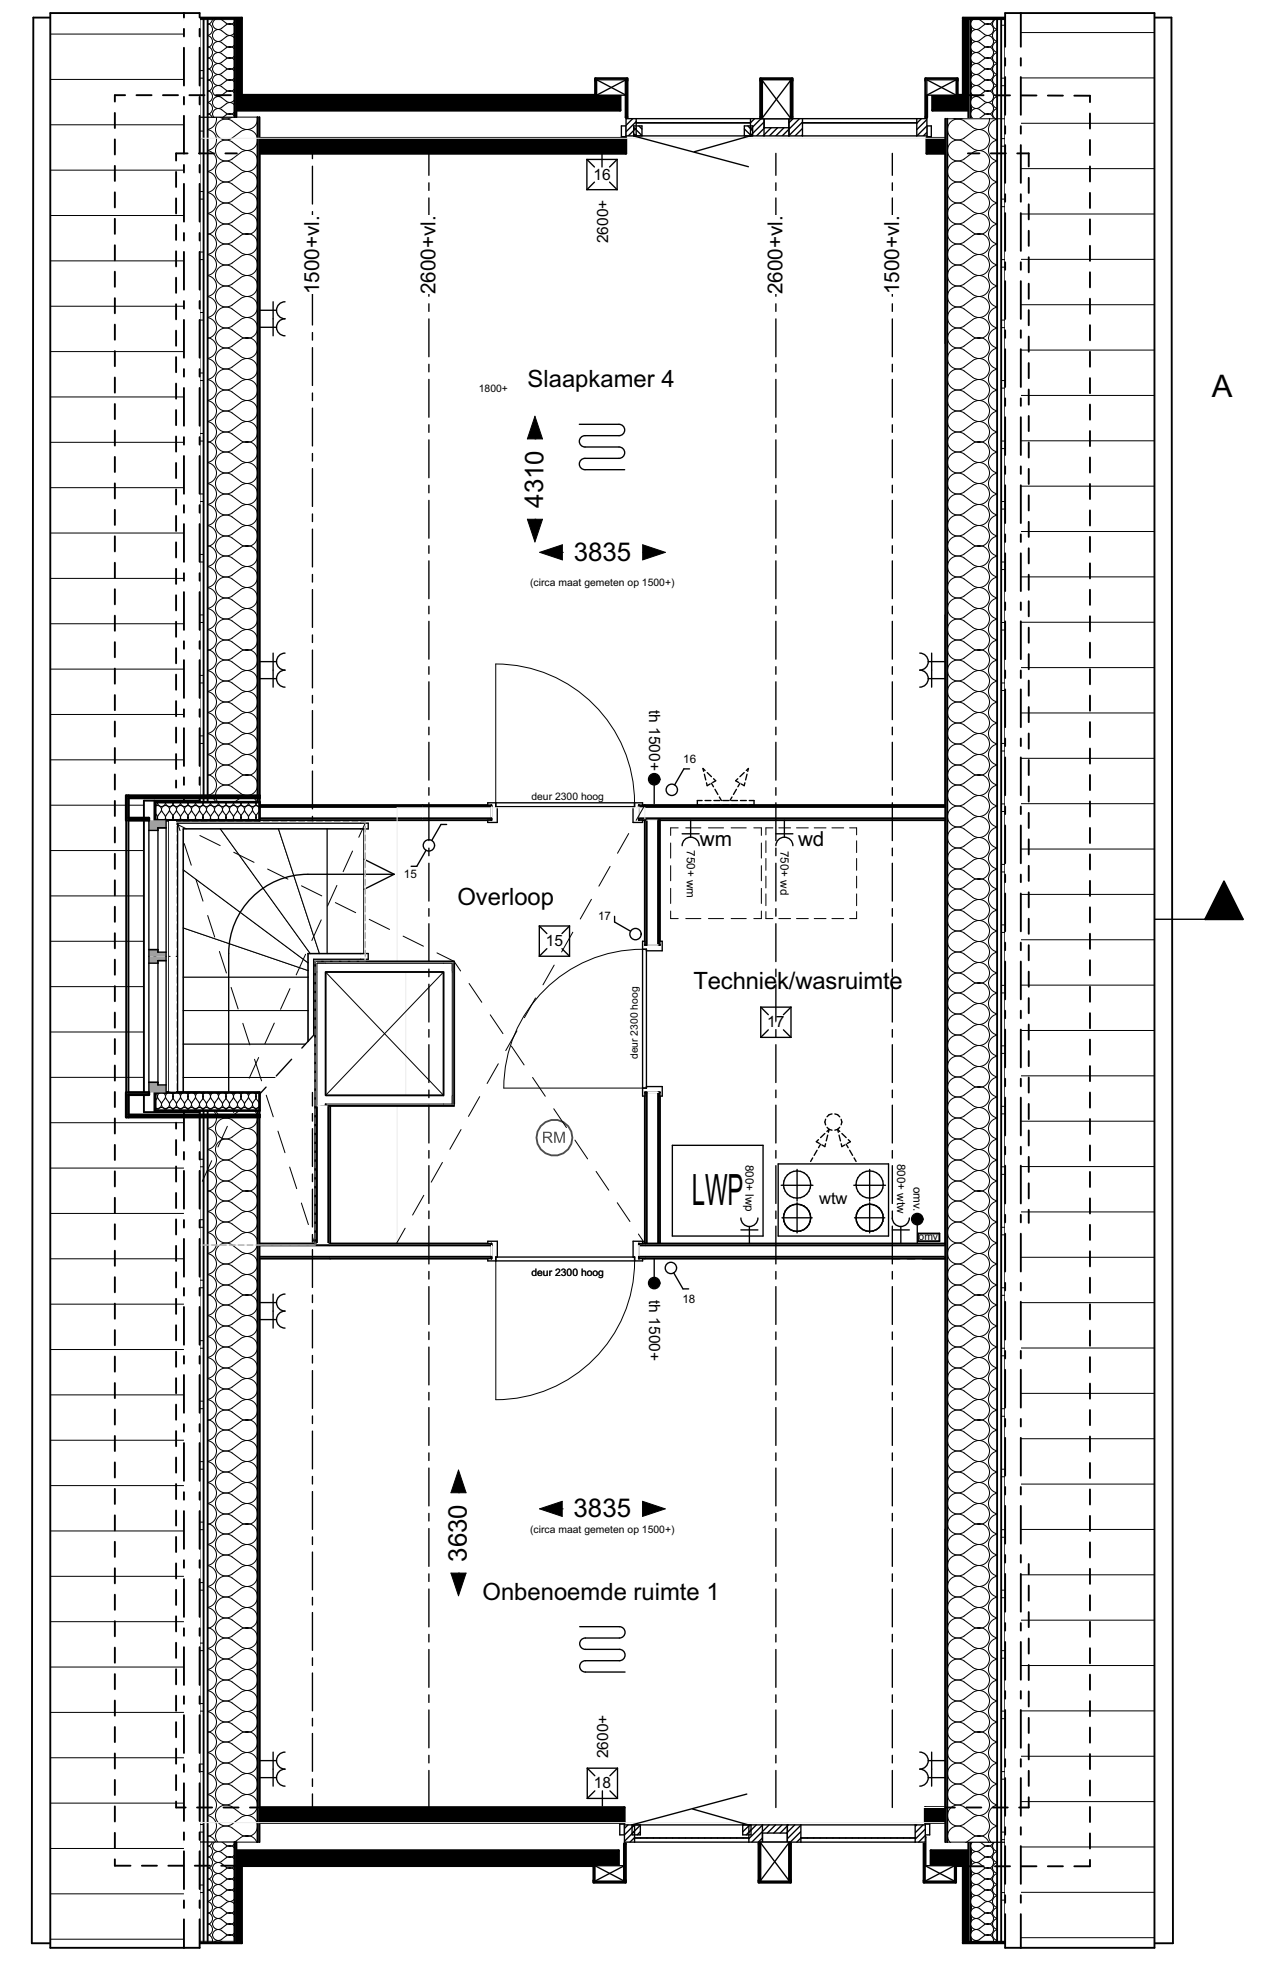 16
2600+
1500+vl.
2600+vl.
2600+vl.
1500+vl.
1800+
Slaapkamer 4
A
4310
3835
(circa maat gemeten op 1500+)
th 1500+
16
deur 2300 hoog
wm
wd
750+ wm
750+ wd
15
Overloop
17
15
Techniek/wasruimte
deur 2300 hoog
17
RM
LWP
800+ lwp
wtw
800+ wtw
omv.
omv
deur 2300 hoog
th 1500+
18
3630
3835
(circa maat gemeten op 1500+)
Onbenoemde ruimte 1
2600+
18